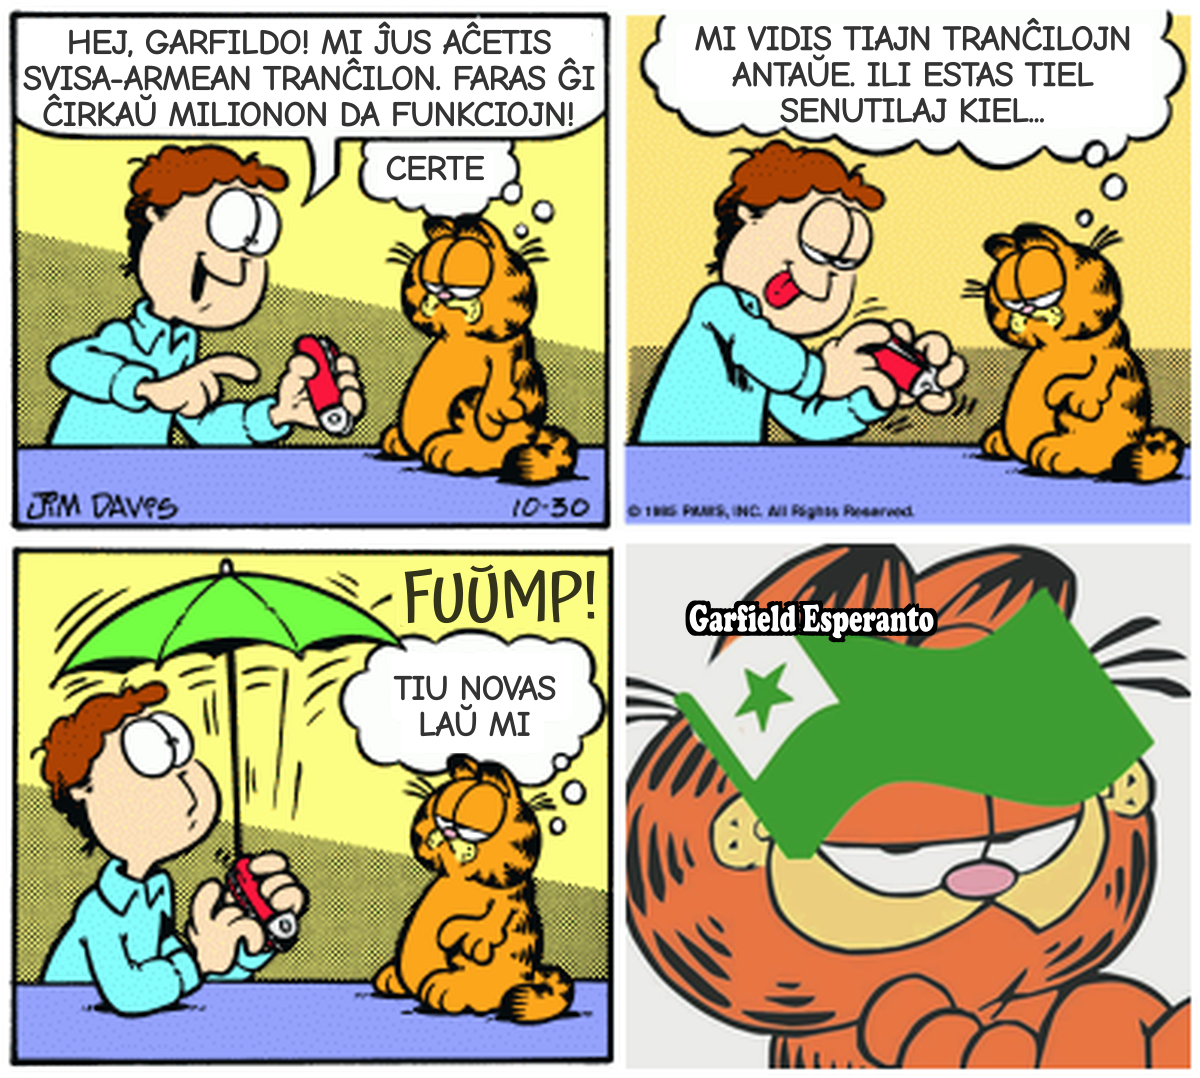 HEJ, GARFILDO! MI ĴUS AĈETIS
SVISA-ARMEAN TRANĈILON. FARAS ĜI
ĈIRKAŬ MILIONON DA FUNKCIOJN!
CERTE
JIM DAVIS
10-30
MI VIDIS TIAJN TRANĈILOJN
ANTAŬE. ILI ESTAS TIEL
SENUTILAJ KIEL...
© 1985 PAWS, INC. All Rights Reserved.
FUŬMP!
TIU NOVAS
LAŬ MI
Garfield Esperanto